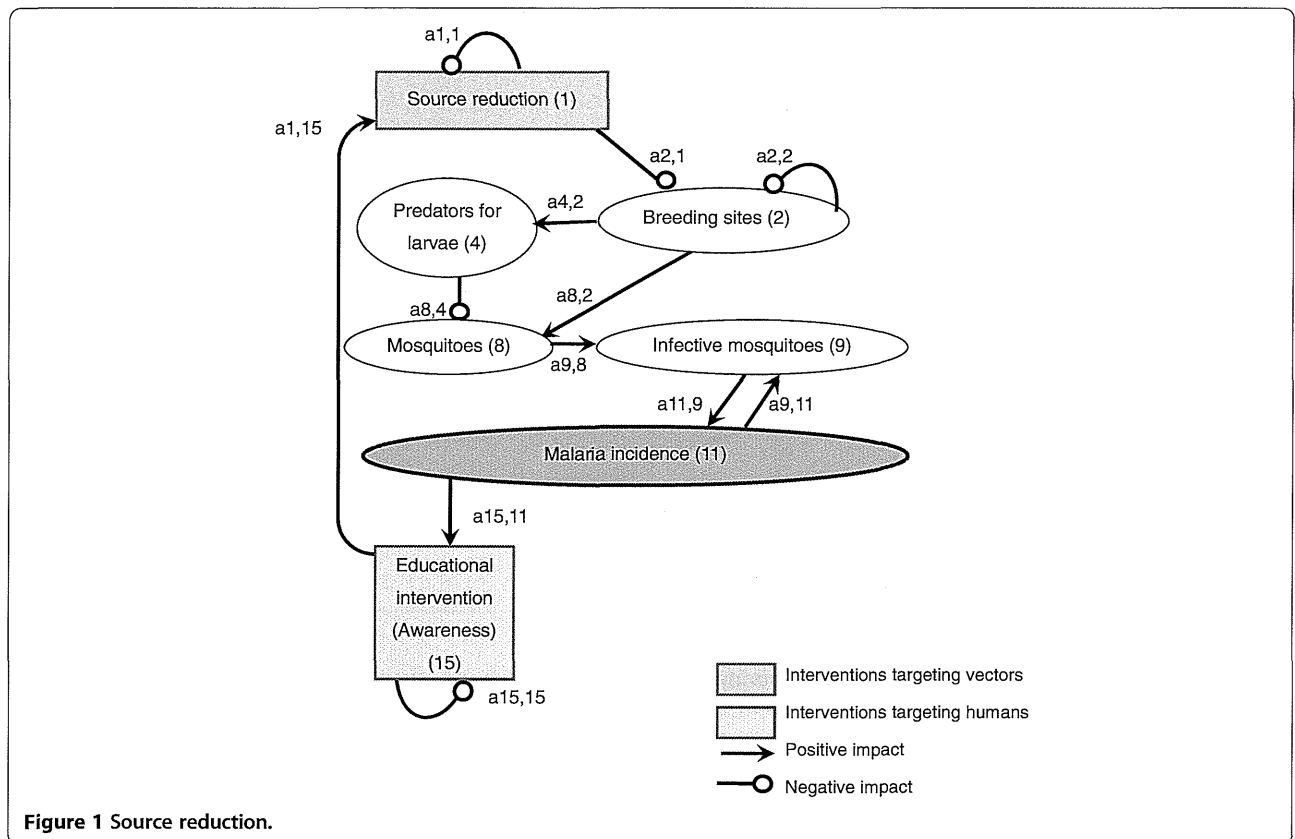 a1,1
Source reduction (1)
a1,15
a2,1
a2,2
Predators for
larvae (4)
a4,2
Breeding sites (2)
a8,4
a8,2
Mosquitoes (8)
a9,8
Infective mosquitoes (9)
a11,9
a9,11
Malaria incidence (11)
a15,11
Educational
intervention
(Awareness)
(15)
a15,15
Interventions targeting vectors
Interventions targeting humans
Positive impact
Negative impact
Figure 1 Source reduction.